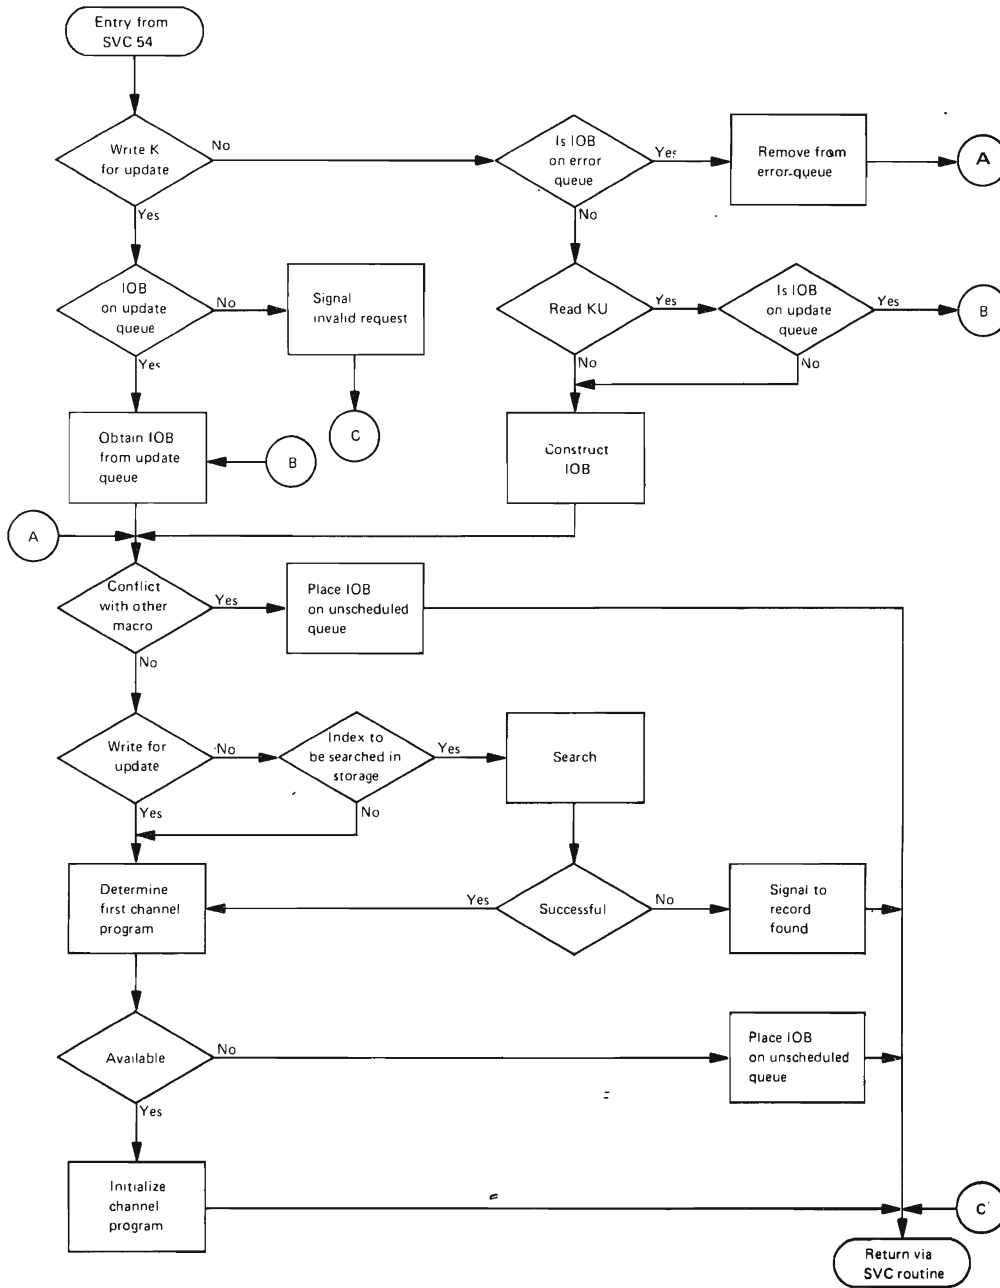 Entry from
SVC 54
Write K
for update
No
Yes
Is IOB
on error
queue
Yes
No
Remove from
error-queue
A
IOB
on update
queue
No
Yes
Signal
invalid request
C
Read KU
Yes
No
Is IOB
on update
queue
Yes
No
B
Obtain IOB
from update
queue
B
Construct
IOB
A
Conflict
with other
macro
Yes
No
Place IOB
on unscheduled
queue
Write for
update
No
Yes
Index to
be searched in
storage
Yes
No
Search
Determine
first channel
program
Yes
Successful
No
Signal to
record
found
Available
No
Yes
Place IOB
on unscheduled
queue
Initialize
channel
program
C
Return via
SVC routine